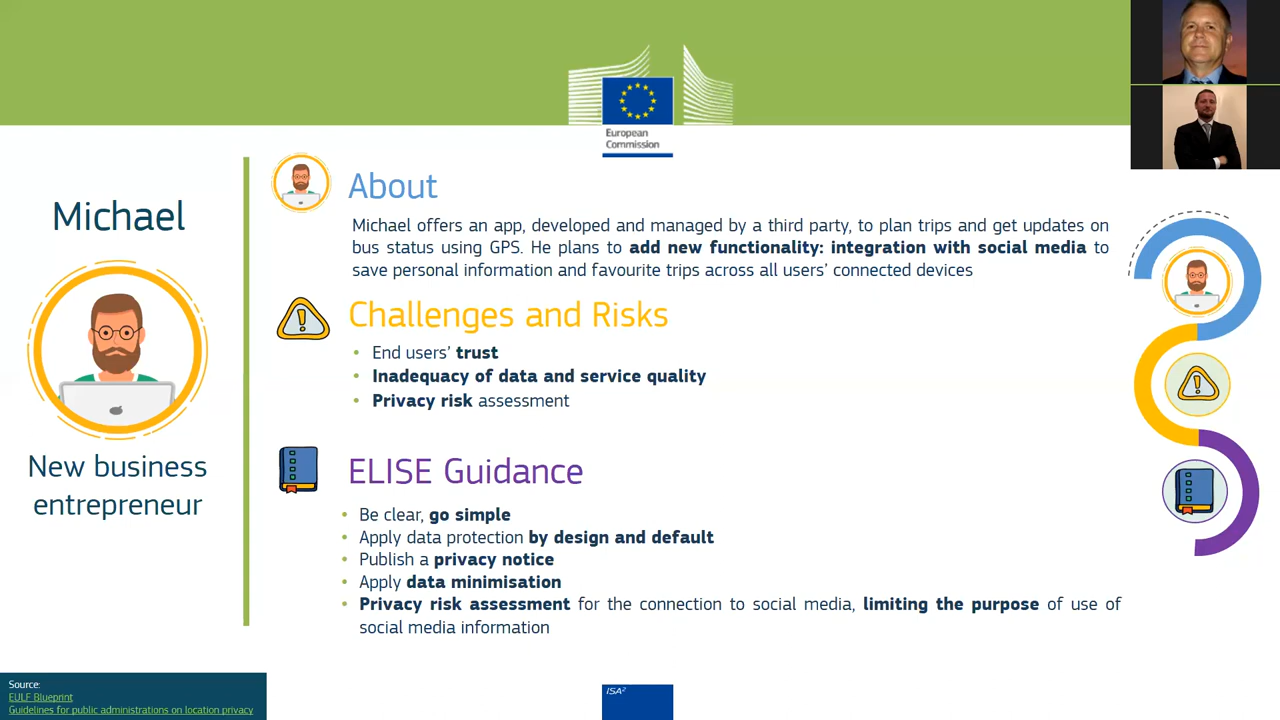 European
Commission
Michael
New business
entrepreneur
About
Michael offers an app, developed and managed by a third party, to plan trips and get updates on
bus status using GPS. He plans to add new functionality: integration with social media to
save personal information and favourite trips across all users' connected devices
Challenges and Risks
• End users' trust
• Inadequacy of data and service quality
• Privacy risk assessment
ELISE Guidance
• Be clear, go simple
• Apply data protection by design and default
• Publish a privacy notice
• Apply data minimisation
• Privacy risk assessment for the connection to social media, limiting the purpose of use of
social media information
Source:
EULF Blueprint
Guidelines for public administrations on location privacy
ISA²